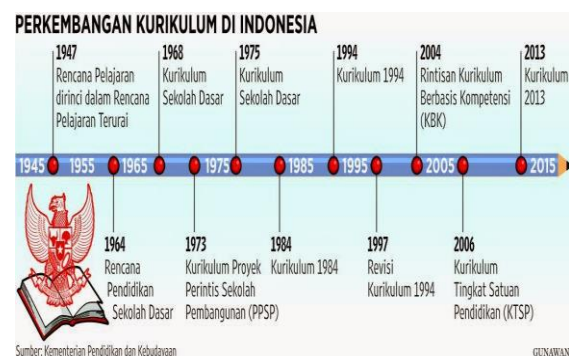 PERKEMBANGAN KURIKULUM DI INDONESIA
1947
Rencana Pelajaran
dirinci dalam Rencana
Pelajaran Terurai
1968
Kurikulum
Sekolah Dasar
1975
Kurikulum
Sekolah Dasar
1994
Kurikulum 1994
2004
Rintisan Kurikulum
Berbasis Kompetensi
(KBK)
2013
Kurikulum
2013
1945 1955 1965 1975 1985 1995 2005 2015
1964
Rencana
Pendidikan
Sekolah Dasar
1973
Kurikulum Proyek
Perintis Sekolah
Pembangunan (PPSP)
1984
Kurikulum 1984
1997
Revisi
Kurikulum 1994
2006
Kurikulum
Tingkat Satuan
Pendidikan (KTSP)
Sumber: Kementerian Pendidikan dan Kebudayaan
GUNAWAN